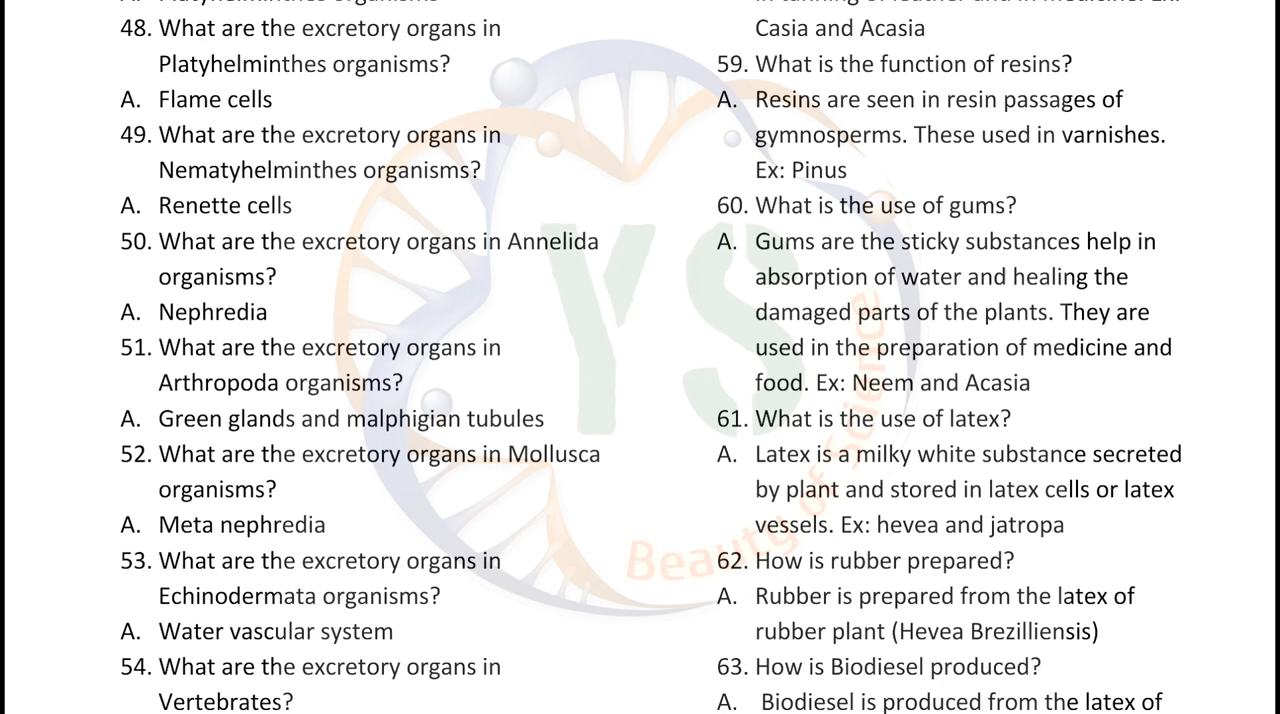 48. What are the excretory organs in
Platyhelminthes organisms?
A. Flame cells
49. What are the excretory organs in
Nematyhelminthes organisms?
A. Renette cells
50. What are the excretory organs in Annelida
organisms?
A. Nephredia
51. What are the excretory organs in
Arthropoda organisms?
A. Green glands and malphigian tubules
52. What are the excretory organs in Mollusca
organisms?
A. Meta nephredia
53. What are the excretory organs in
Echinodermata organisms?
A. Water vascular system
54. What are the excretory organs in
Vertebrates?
Casia and Acasia
59. What is the function of resins?
A. Resins are seen in resin passages of
gymnosperms. These used in varnishes.
Ex: Pinus
60. What is the use of gums?
A. Gums are the sticky substances help in
absorption of water and healing the
damaged parts of the plants. They are
used in the preparation of medicine and
food. Ex: Neem and Acasia
61. What is the use of latex?
A. Latex is a milky white substance secreted
by plant and stored in latex cells or latex
vessels. Ex: hevea and jatropa
62. How is rubber prepared?
A. Rubber is prepared from the latex of
rubber plant (Hevea Brezilliensis)
63. How is Biodiesel produced?
A. Biodiesel is produced from the latex of
YS
Beauty of Science